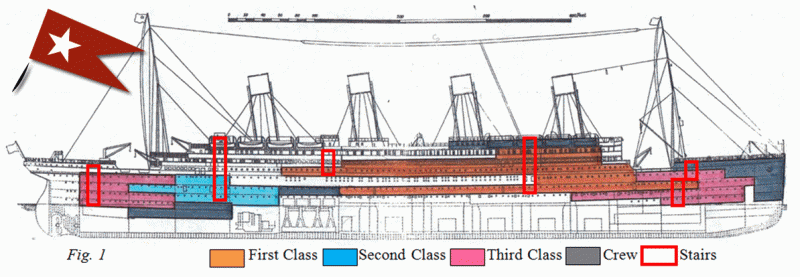 Fig. 1
First Class
Second Class
Third Class
Crew
Stairs